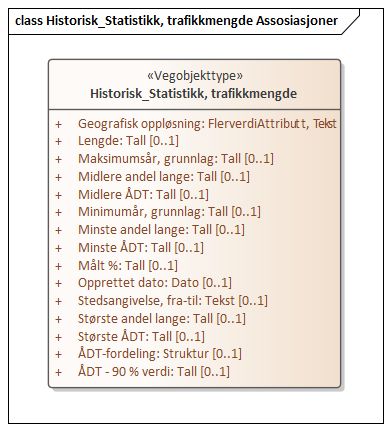 class Historisk_Statistikk, trafikkmengde Assosiasjoner
«Vegobjekttype»
Historisk_Statistikk, trafikkmengde
+ Geografisk oppløsning: FlerverdiAttributt, Tekst
+ Lengde: Tall [0..1]
+ Maksimumsår, grunnlag: Tall [0..1]
+ Midlere andel lange: Tall [0..1]
+ Midlere ÅDT: Tall [0..1]
+ Minimumår, grunnlag: Tall [0..1]
+ Minste andel lange: Tall [0..1]
+ Minste ÅDT: Tall [0..1]
+ Målt %: Tall [0..1]
+ Opprettet dato: Dato [0..1]
+ Stedsangivelse, fra-til: Tekst [0..1]
+ Største andel lange: Tall [0..1]
+ Største ÅDT: Tall [0..1]
+ ÅDT-fordeling: Struktur [0..1]
+ ÅDT - 90 % verdi: Tall [0..1]